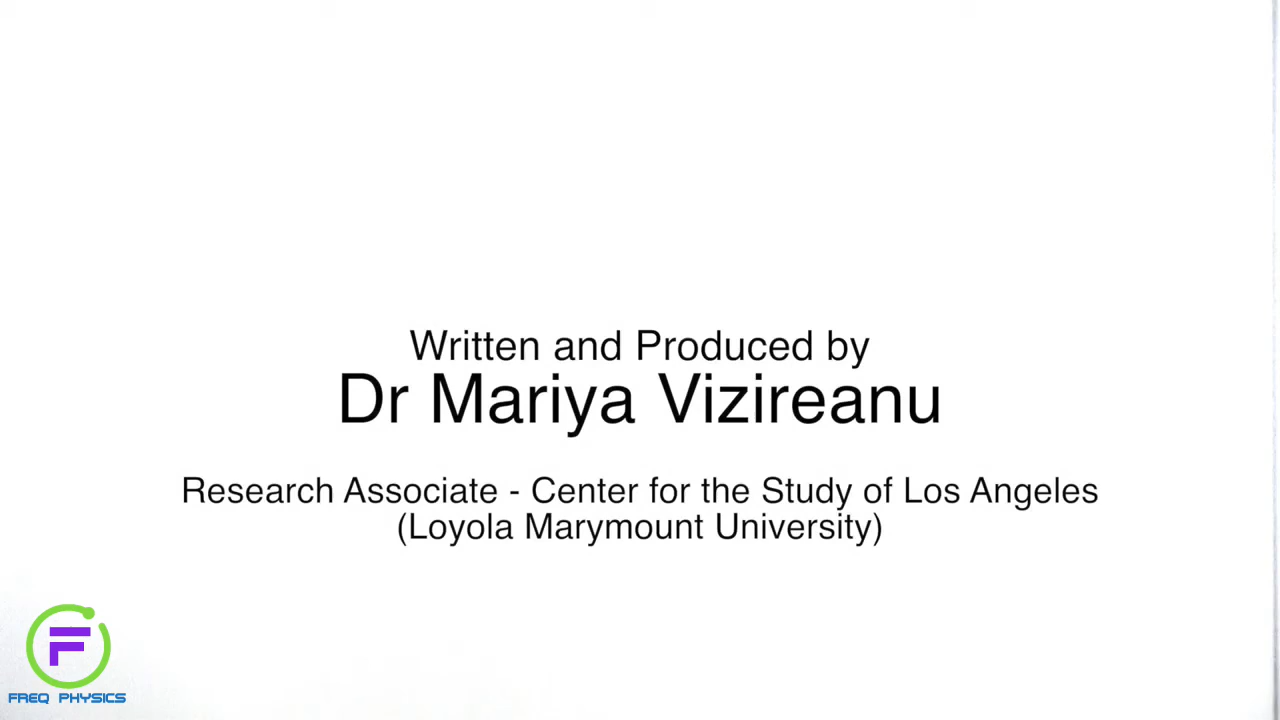 Written and Produced by
Dr Mariya Vizireanu
Research Associate - Center for the Study of Los Angeles
(Loyola Marymount University)
F
FREQ PHYSICS